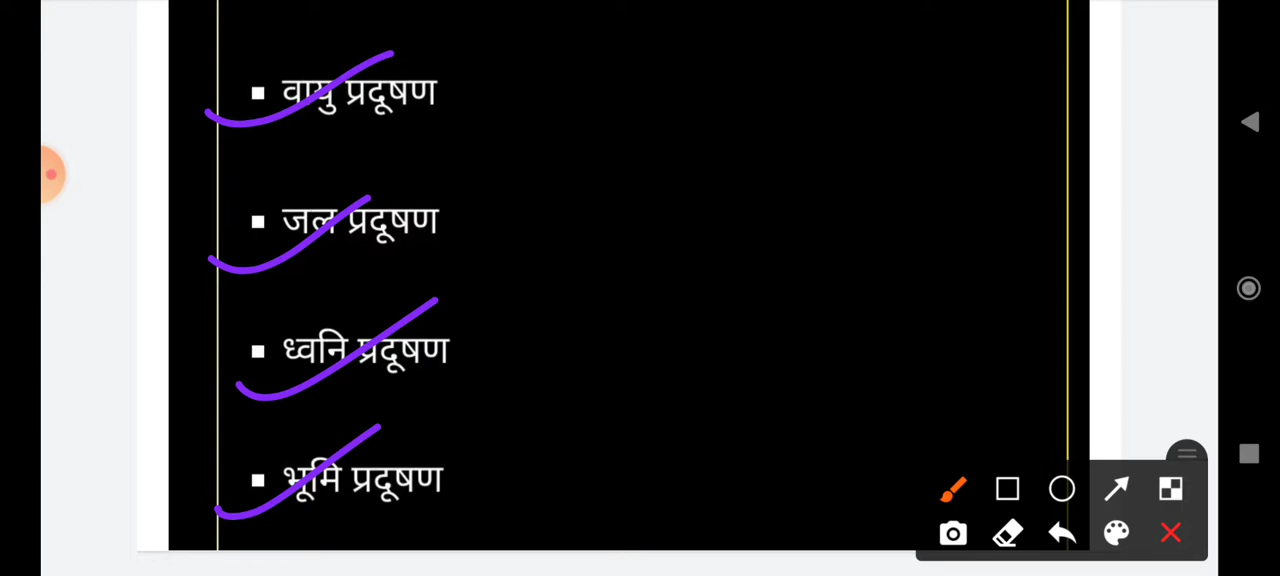 वायु प्रदूषण
जल प्रदूषण
ध्वनि प्रदूषण
भूमि प्रदूषण